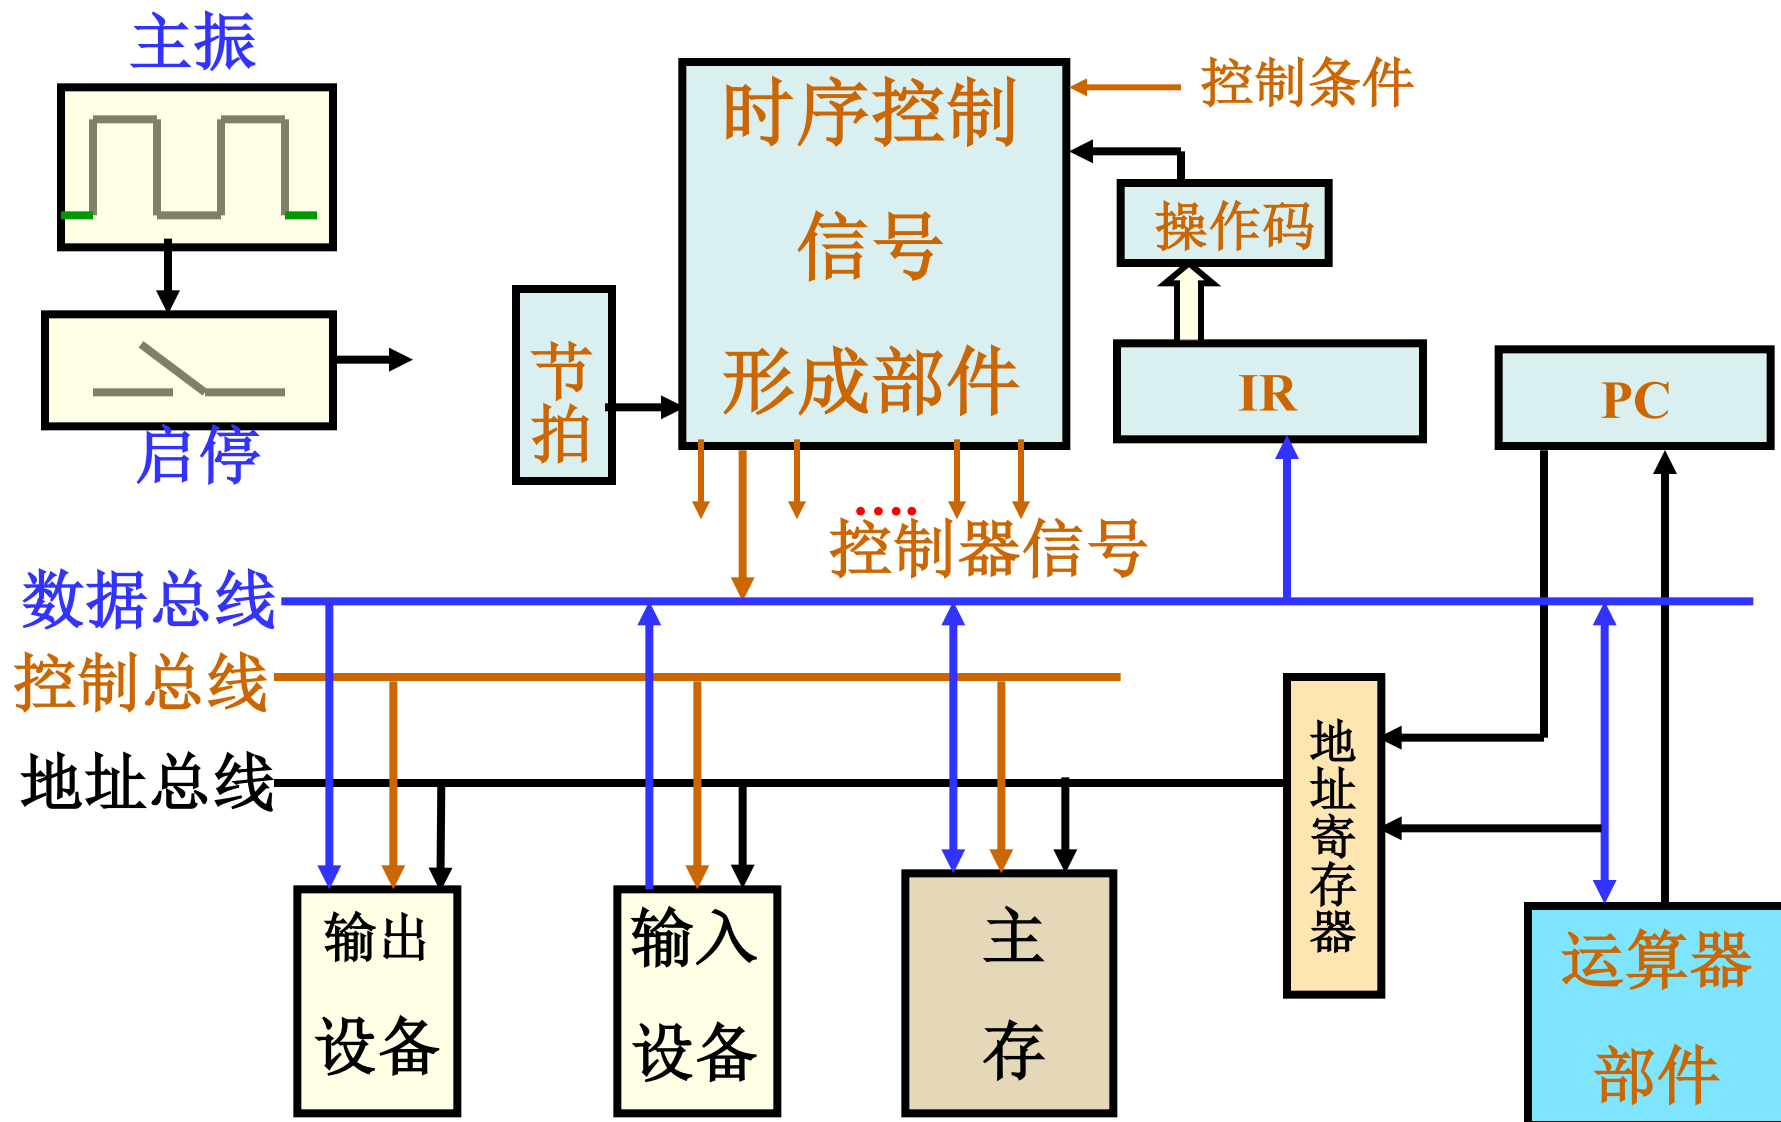 主振
时序控制
信号
形成部件
控制条件
操作码
节
拍
IR
PC
启停
控制器信号
数据总线
控制总线
地址总线
地
址
寄
存
器
输出
设备
输入
设备
主
存
运算器
部件